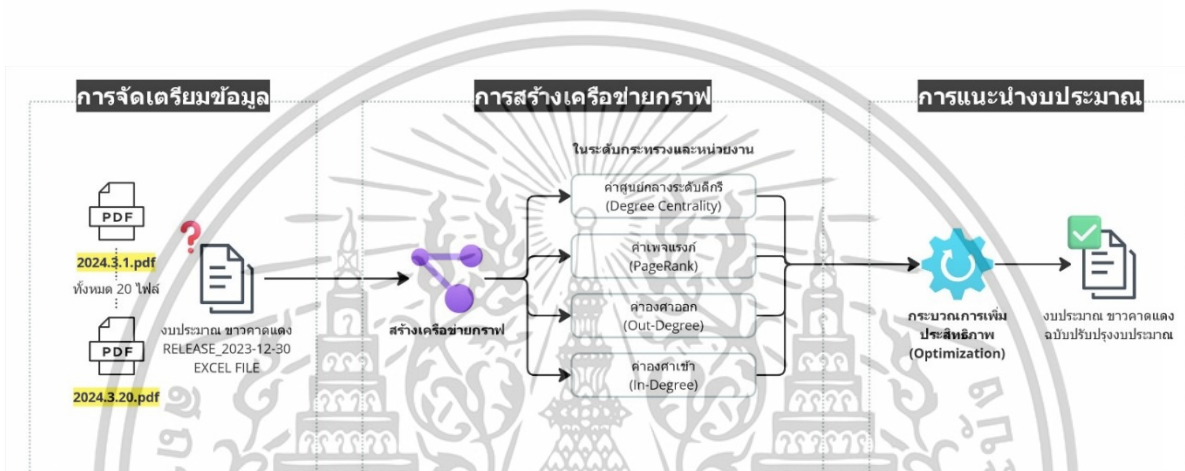 การจัดเตรียมข้อมูล
PDF
2024.3.1.pdf
ทั้งหมด 20 ไฟล์
PDF
2024.3.20.pdf
?
งบประมาณ ขาวคาดแดง
RELEASE_2023-12-30
EXCEL FILE
การสร้างเครือข่ายกราฟ
สร้างเครือข่ายกราฟ
ในระดับกระทรวงและหน่วยงาน
ค่าศูนย์กลางระดับดีกรี
(Degree Centrality)
ค่าเพจแรงก์
(PageRank)
ค่าองศาออก
(Out-Degree)
ค่าองศาเข้า
(In-Degree)
การแนะนำงบประมาณ
กระบวนการเพิ่ม
ประสิทธิภาพ
(Optimization)
งบประมาณ ขาวคาดแดง
ฉบับปรับปรุงงบประมาณ